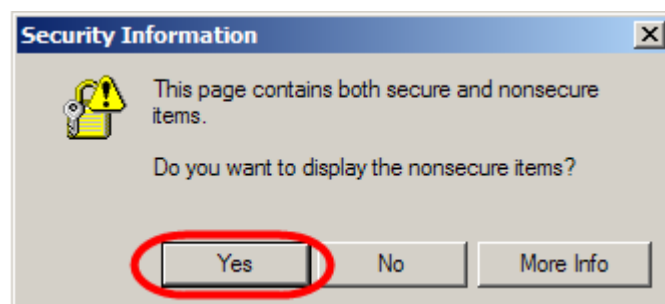 Security Information
This page contains both secure and nonsecure
items.
Do you want to display the nonsecure items?
Yes
No
More Info